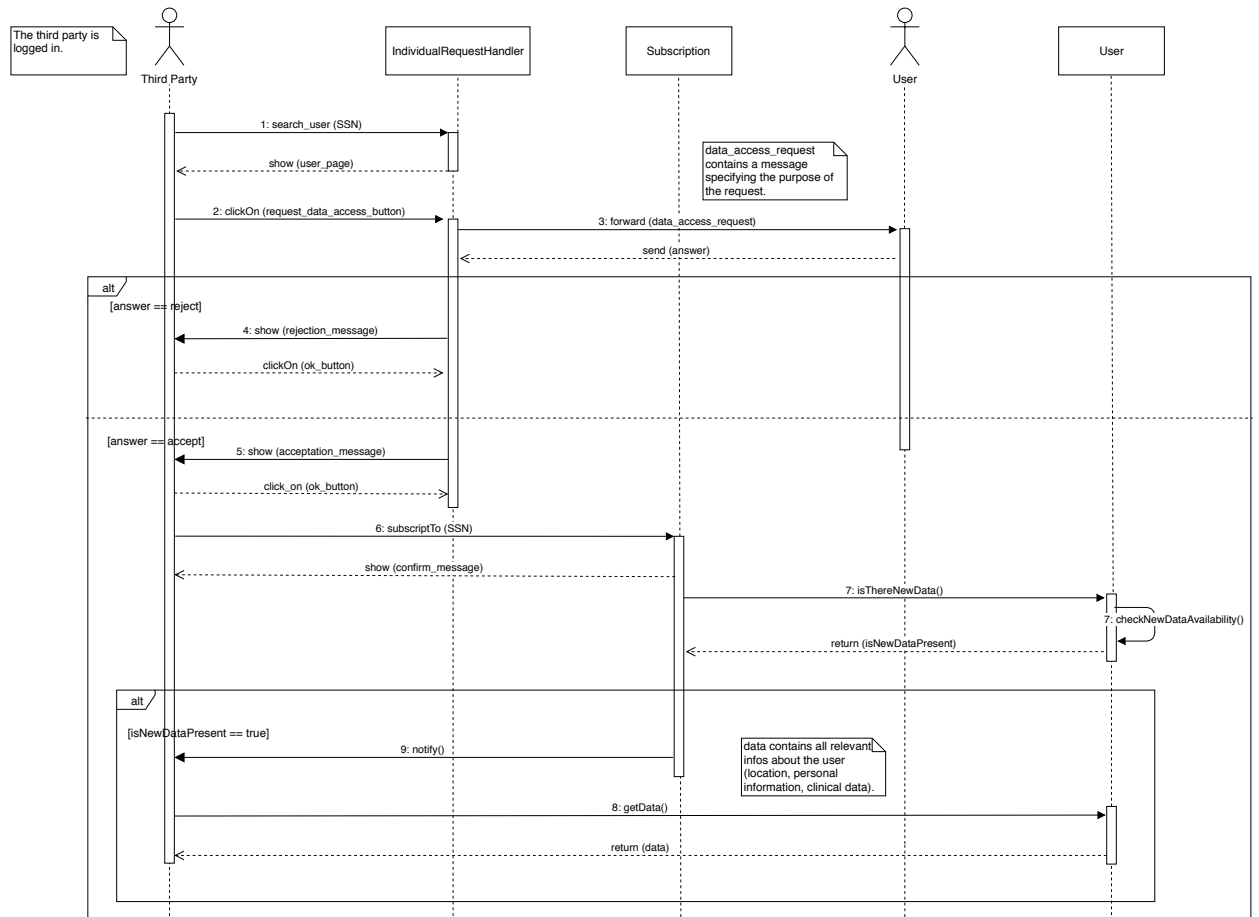 The third party is
logged in.
Third Party
IndividualRequestHandler
Subscription
User
User
1: search_user (SSN)
show (user_page)
data_access_request
contains a message
specifying the purpose of
the request.
2: clickOn (request_data_access_button)
3: forward (data_access_request)
send (answer)
alt
[answer == reject]
4: show (rejection_message)
clickOn (ok_button)
[answer == accept]
5: show (acceptation_message)
click_on (ok_button)
6: subscriptTo (SSN)
show (confirm_message)
7: isThereNewData()
7: checkNewDataAvailability()
return (isNewDataPresent)
alt
[isNewDataPresent == true]
9: notify()
data contains all relevant
infos about the user
(location, personal
information, clinical data).
8: getData()
return (data)